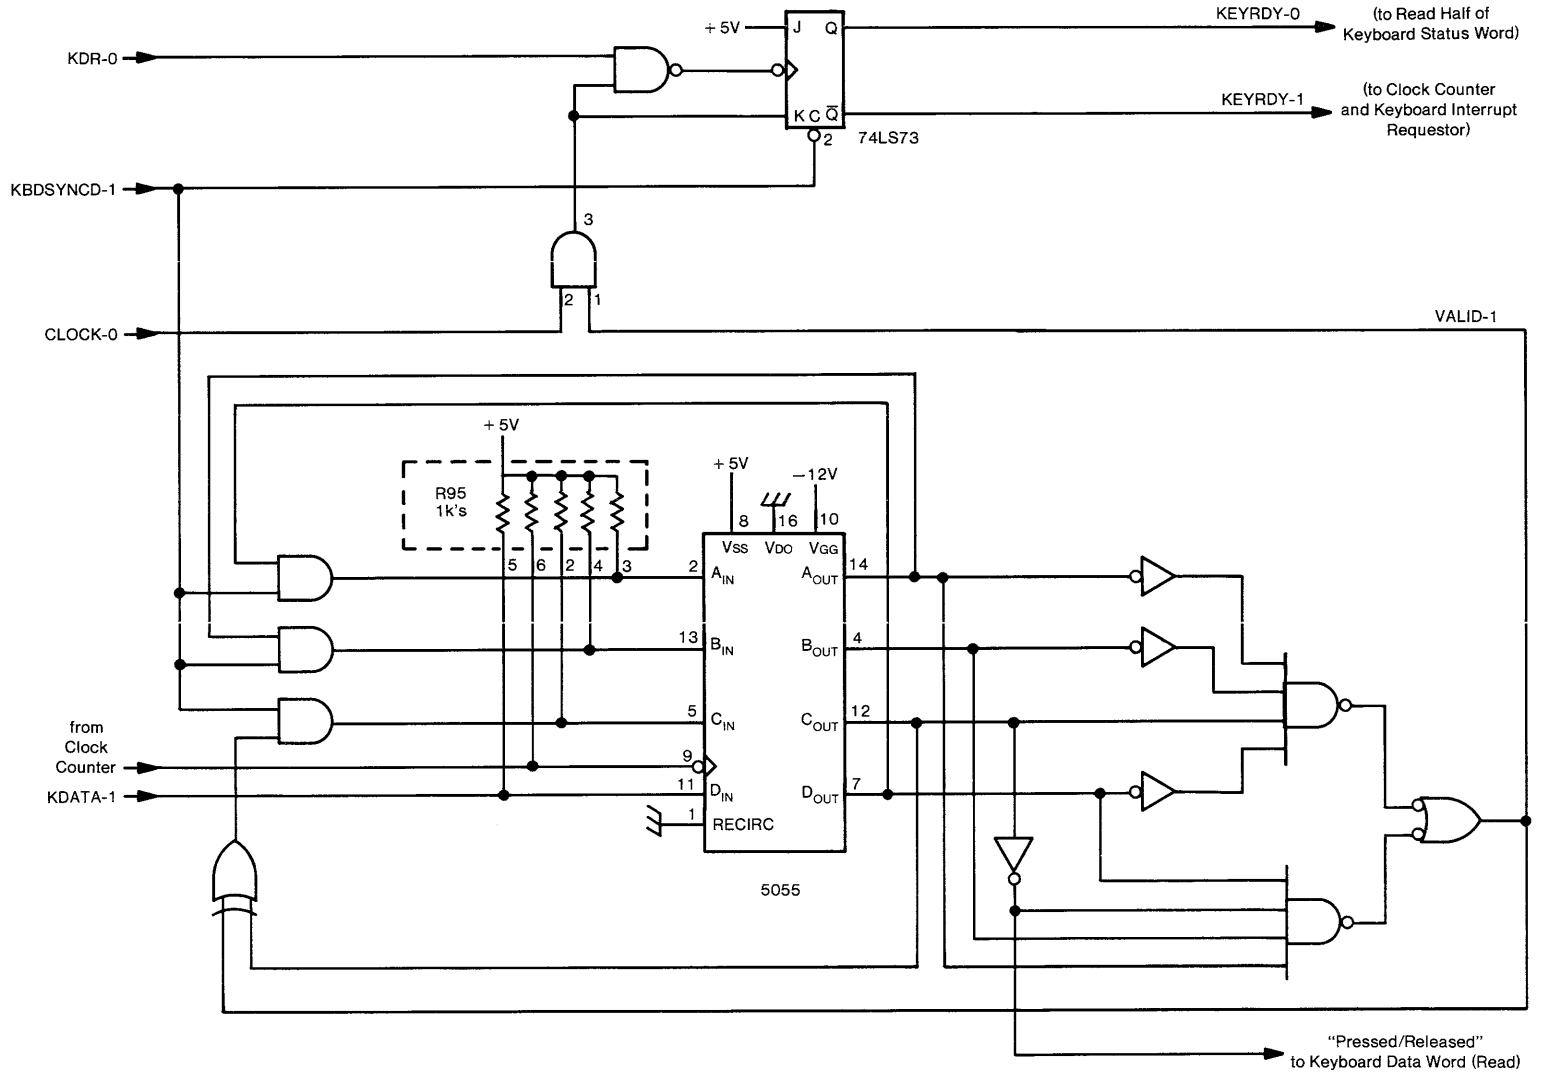 KEYRDY-0
(to Read Half of
Keyboard Status Word)
+5V
J Q
KDR-0
KEYRDY-1
(to Clock Counter
and Keyboard Interrupt
Requestor)
K C Q̅
2
74LS73
KBDSYNCD-1
3
2 1
CLOCK-0
VALID-1
+5V
R95
1k's
+5V
-12V
8 16 10
VSS VDO VGG
5 6 2 4 3
2 AIN AOUT 14
13 BIN BOUT 4
5 CIN COUT 12
from
Clock
Counter
9
KDATA-1
11 DIN DOUT 7
1 RECIRC
5055
"Pressed/Released"
to Keyboard Data Word (Read)